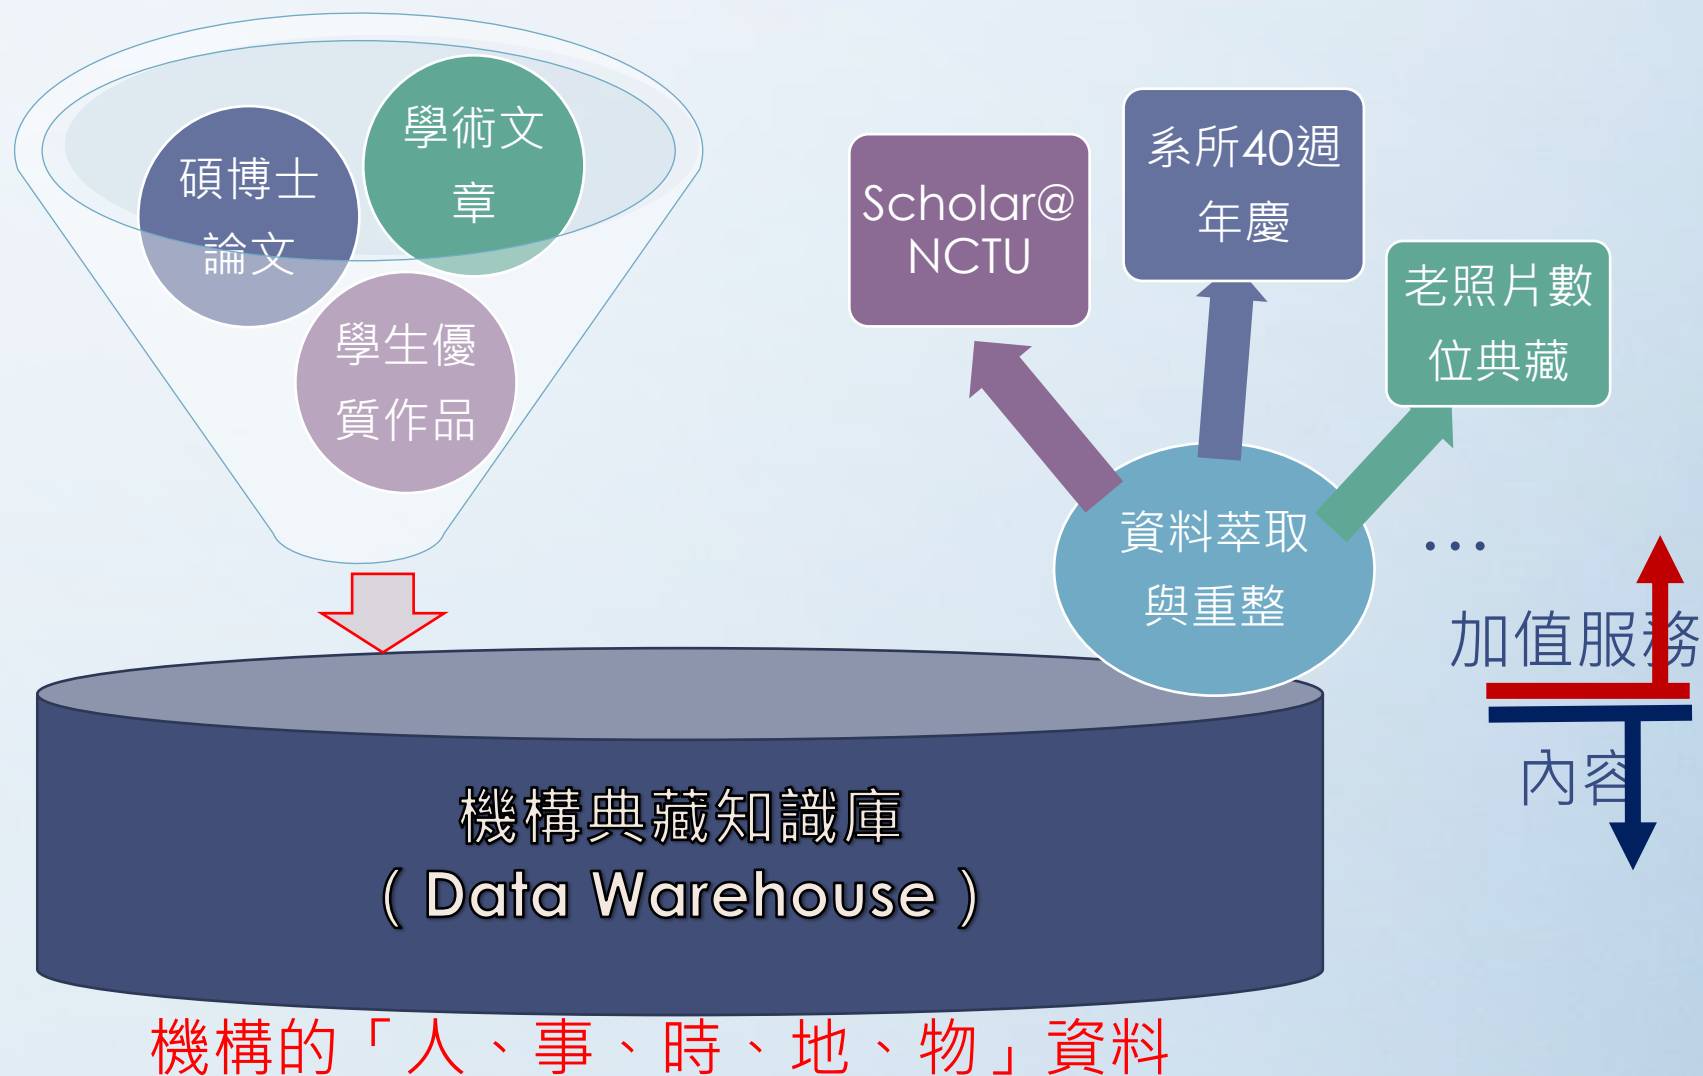 學術文
章
碩博士
論文
學生優
質作品
Scholar@
NCTU
系所40週
年慶
老照片數
位典藏
資料萃取
與重整
…
加值服務
內容
機構典藏知識庫
（Data Warehouse）
機構的「人、事、時、地、物」資料